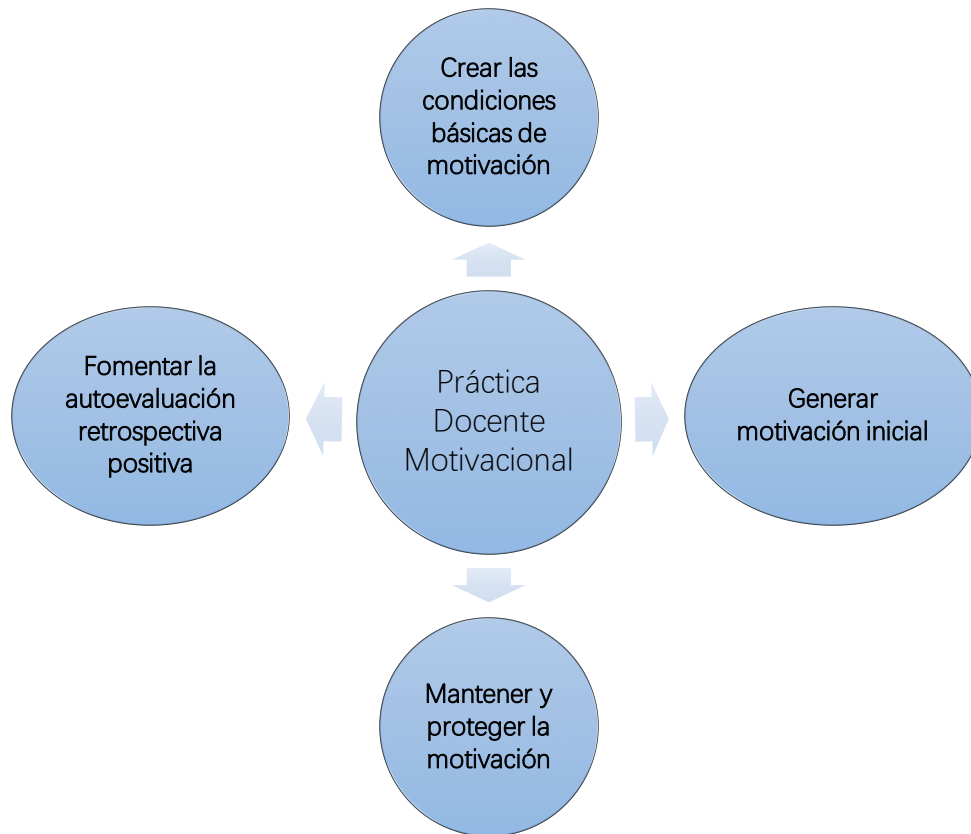 Crear las
condiciones
básicas de
motivación
Fomentar la
autoevaluación
retrospectiva
positiva
Práctica
Docente
Motivacional
Generar
motivación inicial
Mantener y
proteger la
motivación